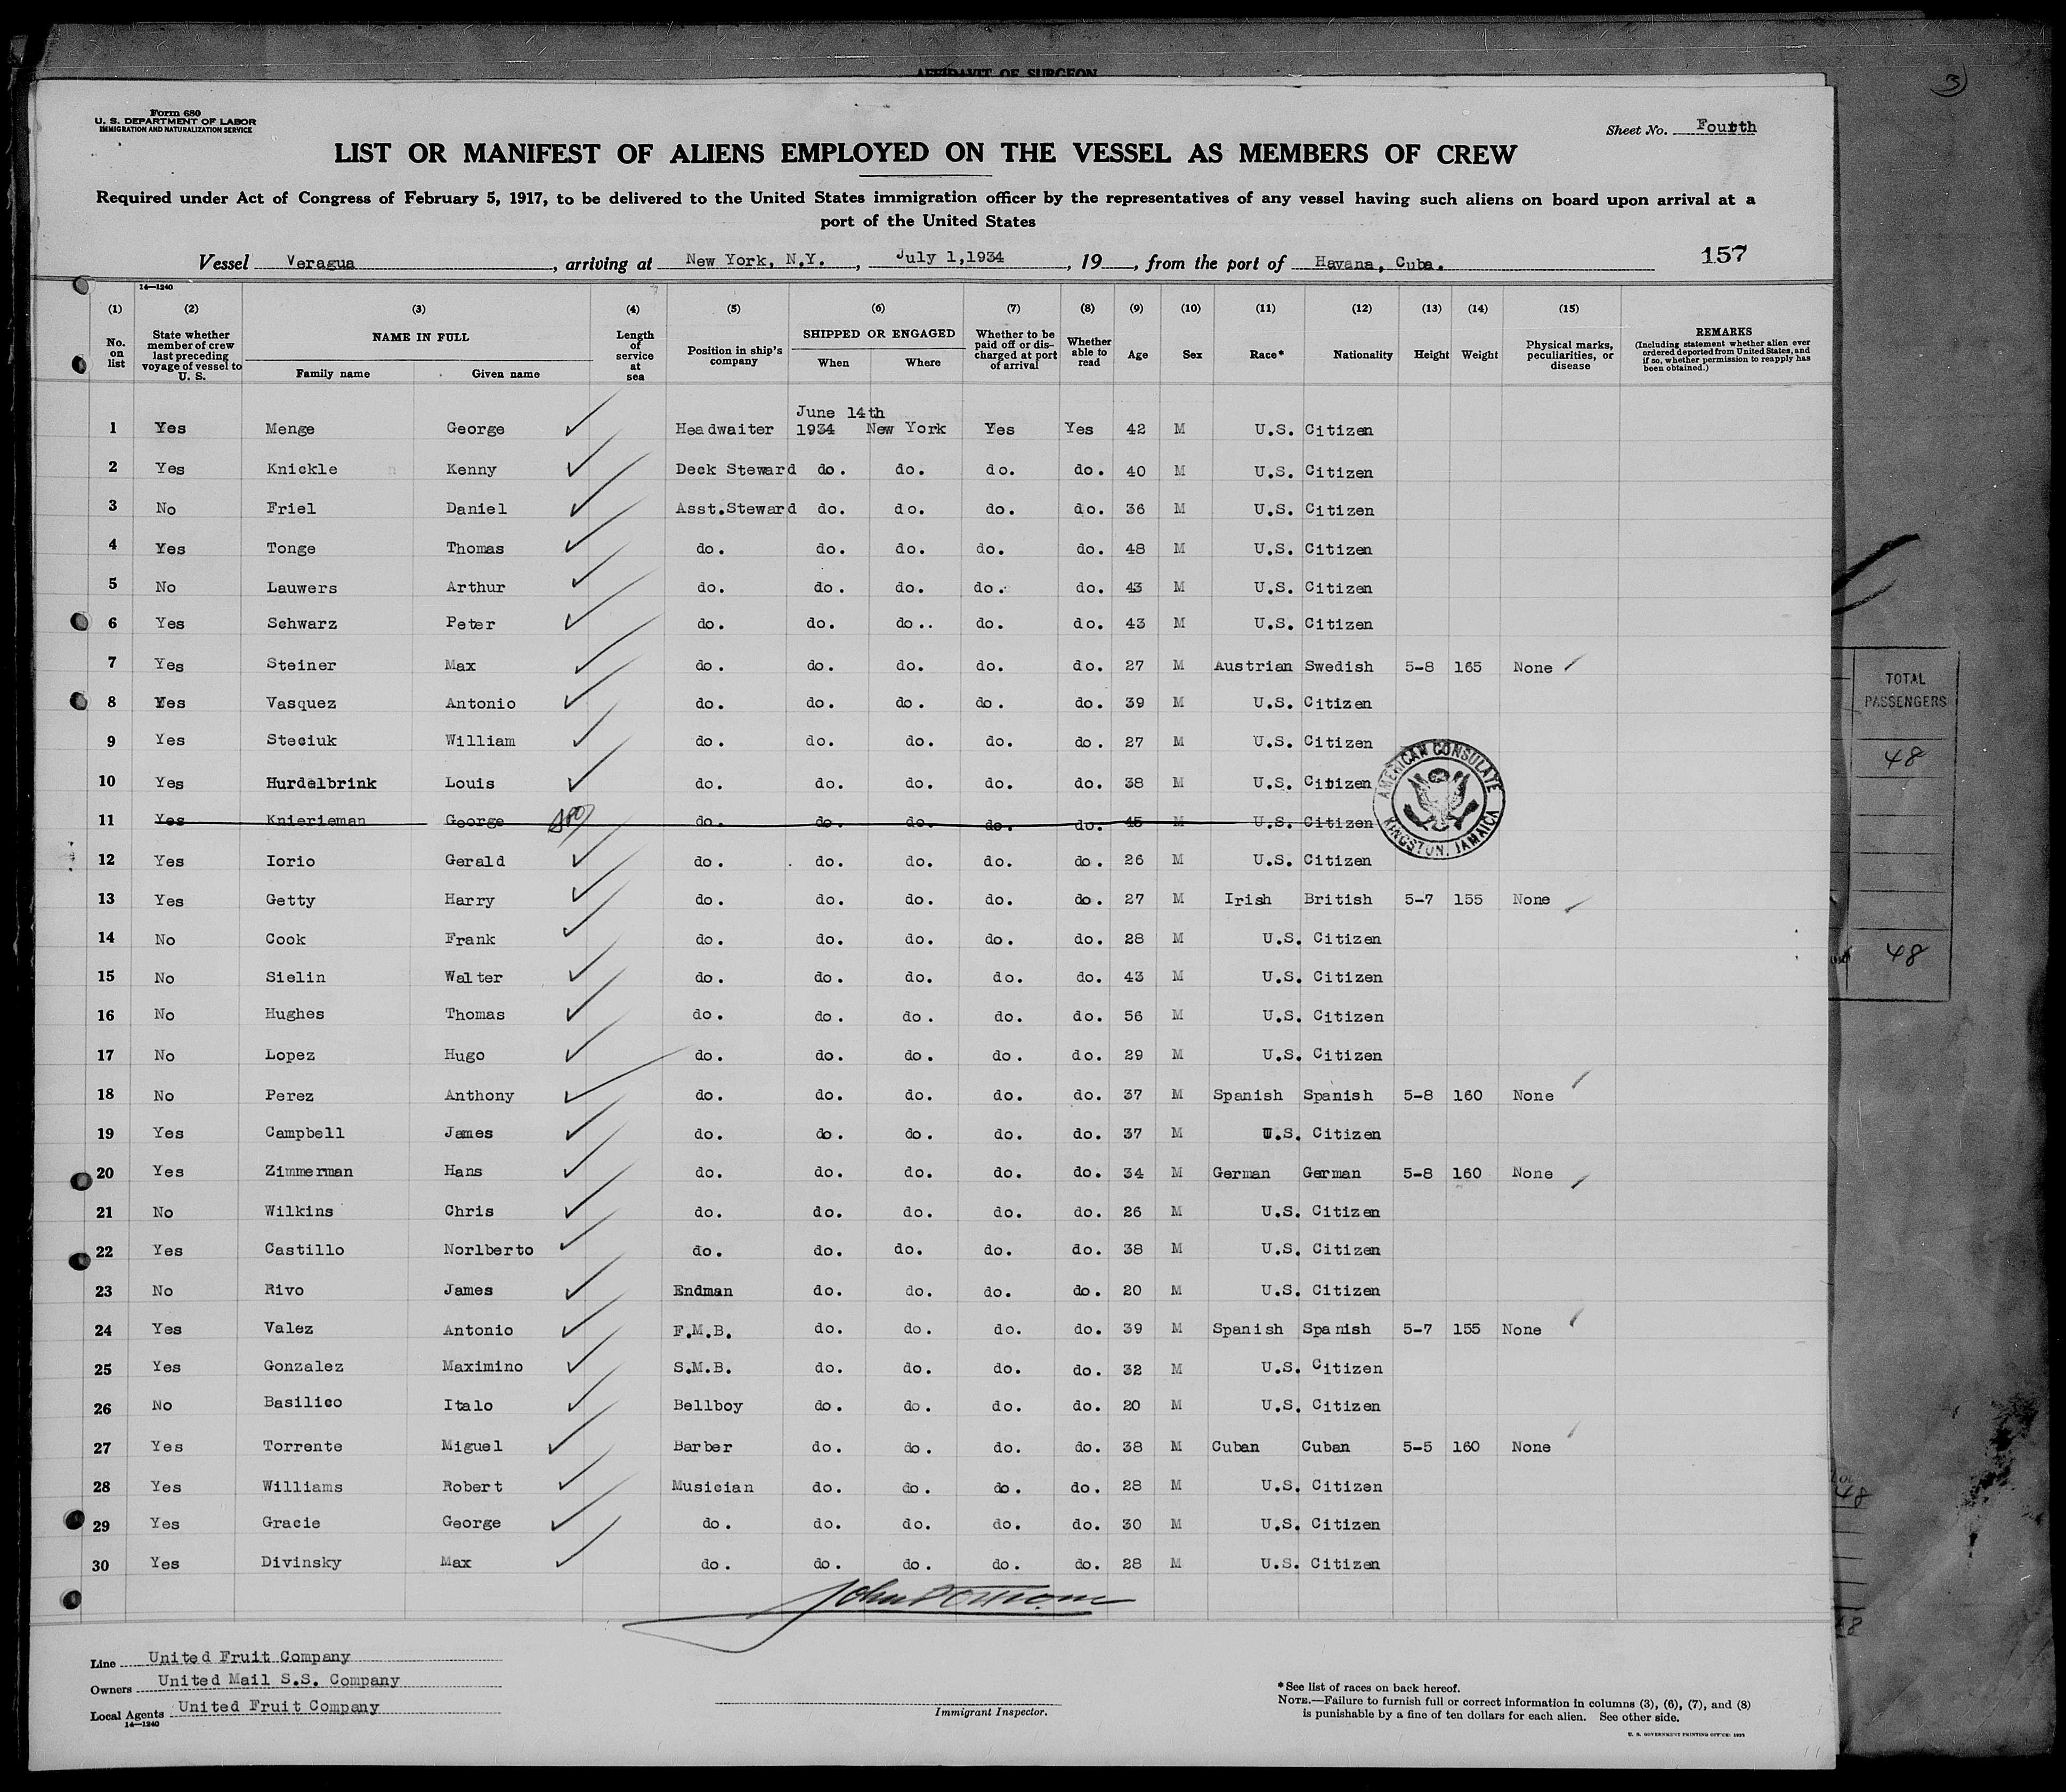 AFFIDAVIT OF SURGEON
3
Form 680
U. S. DEPARTMENT OF LABOR
IMMIGRATION AND NATURALIZATION SERVICE
Sheet No. Fourth
LIST OR MANIFEST OF ALIENS EMPLOYED ON THE VESSEL AS MEMBERS OF CREW
Required under Act of Congress of February 5, 1917, to be delivered to the United States immigration officer by the representatives of any vessel having such aliens on board upon arrival at a
port of the United States
Vessel Veragua, arriving at New York, N.Y., July 1,1934, 19, from the port of Havana, Cuba.
157
14—1240
(1) (2) (3) (4) (5) (6) (7) (8) (9) (10) (11) (12) (13) (14) (15)
No. on list State whether member of crew last preceding voyage of vessel to U. S. NAME IN FULL Family name Given name Length of service at sea Position in ship's company SHIPPED OR ENGAGED When Where Whether to be paid off or discharged at port of arrival Whether able to read Age Sex Race* Nationality Height Weight Physical marks, peculiarities, or disease REMARKS (Including statement whether alien ever ordered deported from United States, and if so, whether permission to reapply has been obtained.)
June 14th
1 Yes Menge George Headwaiter 1934 New York Yes Yes 42 M U.S. Citizen
2 Yes Knickle Kenny Deck Steward do. do. do. do. 40 M U.S. Citizen
3 No Friel Daniel Asst.Steward do. do. do. do. 36 M U.S. Citizen
4 Yes Tonge Thomas do. do. do. do. do. 48 M U.S. Citizen
5 No Lauwers Arthur do. do. do. do. do. 43 M U.S. Citizen
6 Yes Schwarz Peter do. do. do.. do. do. 43 M U.S. Citizen
7 Yes Steiner Max do. do. do. do. do. 27 M Austrian Swedish 5-8 165 None
8 Yes Vasquez Antonio do. do. do. do. do. 39 M U.S. Citizen
9 Yes Steciuk William do. do. do. do. do. 27 M U.S. Citizen
10 Yes Hurdelbrink Louis do. do. do. do. do. 38 M U.S. Citizen
11 Yes Knierieman George do. do. do. do. do. 45 M U.S. Citizen
12 Yes Iorio Gerald do. do. do. do. do. 26 M U.S. Citizen
13 Yes Getty Harry do. do. do. do. do. 27 M Irish British 5-7 155 None
14 No Cook Frank do. do. do. do. do. 28 M U.S. Citizen
15 No Sielin Walter do. do. do. do. do. 43 M U.S. Citizen
16 No Hughes Thomas do. do. do. do. do. 56 M U.S. Citizen
17 No Lopez Hugo do. do. do. do. do. 29 M U.S. Citizen
18 No Perez Anthony do. do. do. do. do. 37 M Spanish Spanish 5-8 160 None
19 Yes Campbell James do. do. do. do. do. 37 M U.S. Citizen
20 Yes Zimmerman Hans do. do. do. do. do. 34 M German German 5-8 160 None
21 No Wilkins Chris do. do. do. do. do. 26 M U.S. Citizen
22 Yes Castillo Norlberto do. do. do. do. do. 38 M U.S. Citizen
23 No Rivo James Endman do. do. do. do. 20 M U.S. Citizen
24 Yes Valez Antonio F.M.B. do. do. do. do. 39 M Spanish Spanish 5-7 155 None
25 Yes Gonzalez Maximino S.M.B. do. do. do. do. 32 M U.S. Citizen
26 No Basilico Italo Bellboy do. do. do. do. 20 M U.S. Citizen
27 Yes Torrente Miguel Barber do. do. do. do. 38 M Cuban Cuban 5-5 160 None
28 Yes Williams Robert Musician do. do. do. do. 28 M U.S. Citizen
29 Yes Gracie George do. do. do. do. do. 30 M U.S. Citizen
30 Yes Divinsky Max do. do. do. do. do. 28 M U.S. Citizen
AMERICAN CONSULATE
KINGSTON, JAMAICA
TOTAL
PASSENGERS
48
48
48
Line United Fruit Company
Owners United Mail S.S. Company
Local Agents United Fruit Company
14—1240
Immigrant Inspector.
*See list of races on back hereof.
NOTE.—Failure to furnish full or correct information in columns (3), (6), (7), and (8)
is punishable by a fine of ten dollars for each alien. See other side.